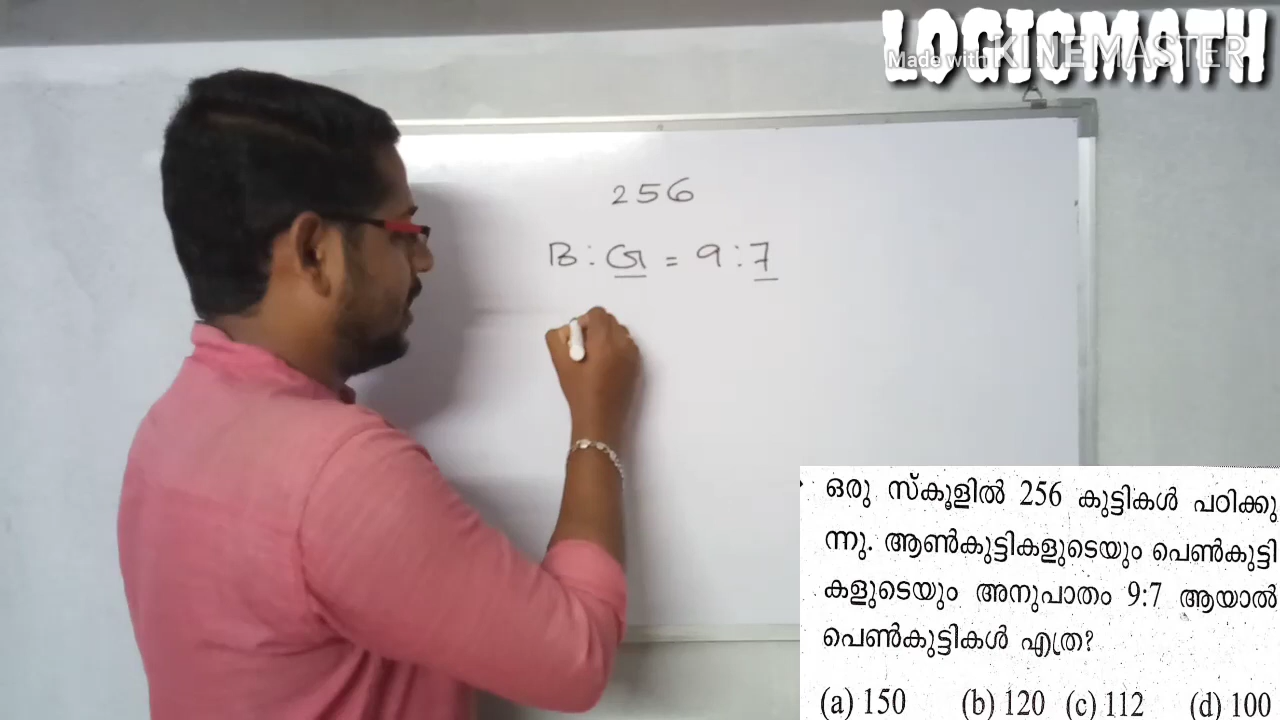 LOGICMATH
Made with KINEMASTER
256
B : G = 9 : 7
ഒരു സ്കൂളിൽ 256 കുട്ടികൾ പഠിക്കു
ന്നു. ആൺകുട്ടികളുടെയും പെൺകുട്ടി
കളുടെയും അനുപാതം 9:7 ആയാൽ
പെൺകുട്ടികൾ എത്ര?
(a) 150 (b) 120 (c) 112 (d) 100